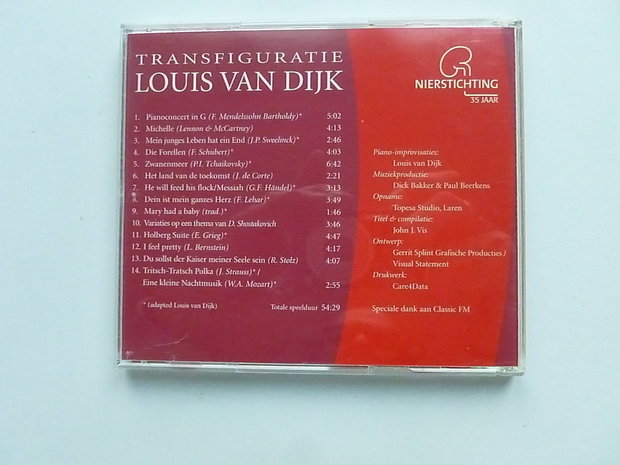 TRANSFIGURATIE
LOUIS VAN DIJK
1. Pianoconcert in G (F. Mendelssohn Bartholdy)* 5:02
2. Michelle (Lennon & McCartney) 4:13
3. Mein junges Leben hat ein End (J.P. Sweelinck)* 2:46
4. Die Forellen (F. Schubert)* 4:03
5. Zwanenmeer (P.I. Tchaikovsky)* 6:42
6. Het land van de toekomst (J. de Corte) 2:21
7. He will feed his flock/Messiah (G.F. Händel)* 3:13
8. Dein ist mein ganzes Herz (F. Lehar)* 3:49
9. Mary had a baby (trad.)* 1:46
10. Variaties op een thema van D. Shostakovich 3:46
11. Holberg Suite (E. Grieg)* 4:47
12. I feel pretty (L. Bernstein) 4:17
13. Du sollst der Kaiser meiner Seele sein (R. Stolz) 4:07
14. Tritsch-Tratsch Polka (J. Strauss)* /
Eine kleine Nachtmusik (W.A. Mozart)* 2:55
* (adapted Louis van Dijk) Totale speelduur 54:29
NIERSTICHTING
35 JAAR
Piano-improvisaties:
Louis van Dijk
Muziekproductie:
Dick Bakker & Paul Beerkens
Opname:
Topesa Studio, Laren
Titel & compilatie:
John J. Vis
Ontwerp:
Gerrit Splint Grafische Producties /
Visual Statement
Drukwerk:
Care4Data
Speciale dank aan Classic FM